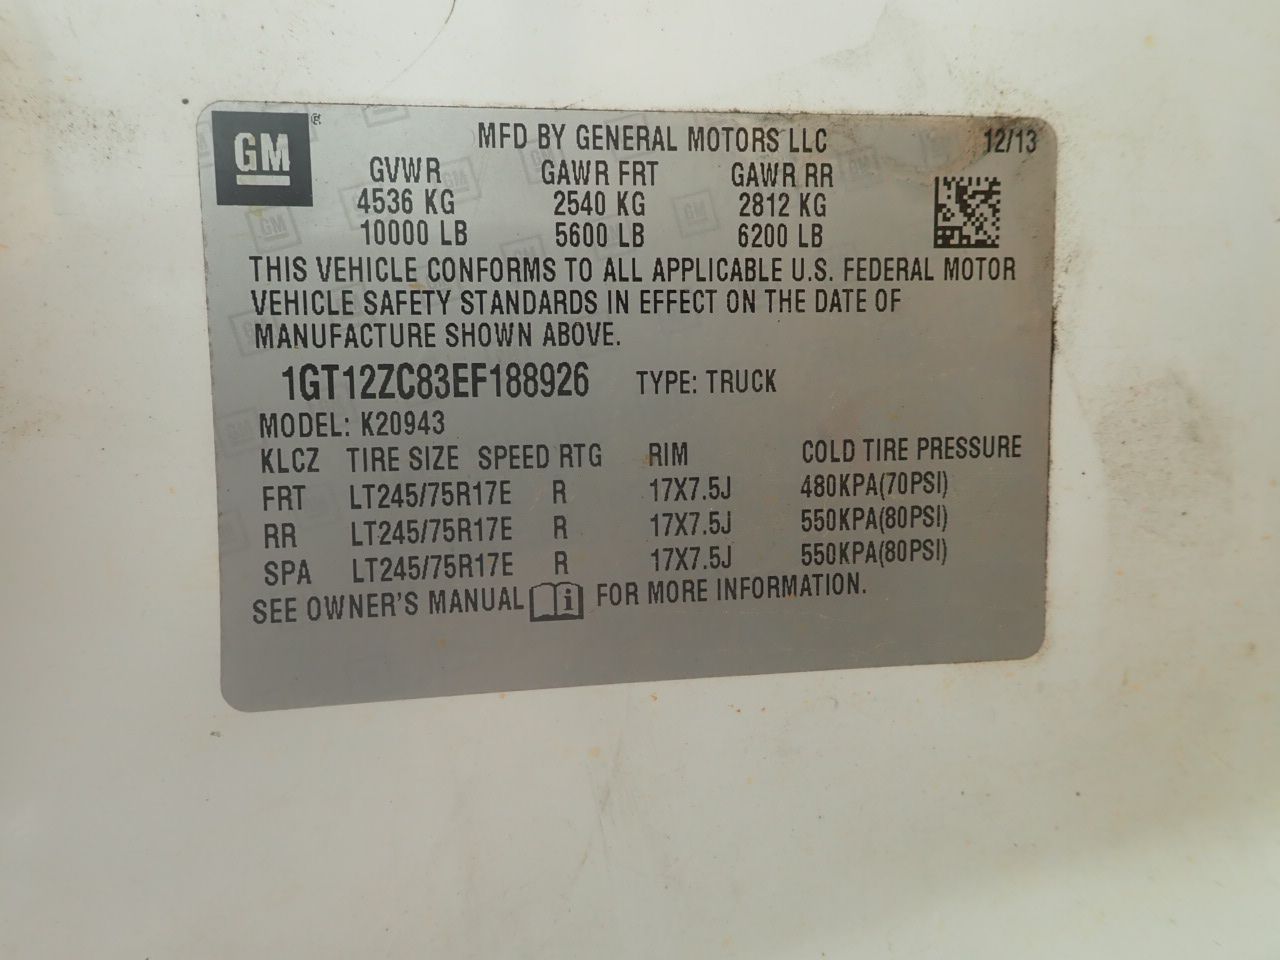 GM
MFD BY GENERAL MOTORS LLC 12/13
GVWR GAWR FRT GAWR RR
4536 KG 2540 KG 2812 KG
10000 LB 5600 LB 6200 LB
THIS VEHICLE CONFORMS TO ALL APPLICABLE U.S. FEDERAL MOTOR
VEHICLE SAFETY STANDARDS IN EFFECT ON THE DATE OF
MANUFACTURE SHOWN ABOVE.
1GT12ZC83EF188926 TYPE: TRUCK
MODEL: K20943
KLCZ TIRE SIZE SPEED RTG RIM COLD TIRE PRESSURE
FRT LT245/75R17E R 17X7.5J 480KPA(70PSI)
RR LT245/75R17E R 17X7.5J 550KPA(80PSI)
SPA LT245/75R17E R 17X7.5J 550KPA(80PSI)
SEE OWNER'S MANUAL i FOR MORE INFORMATION.